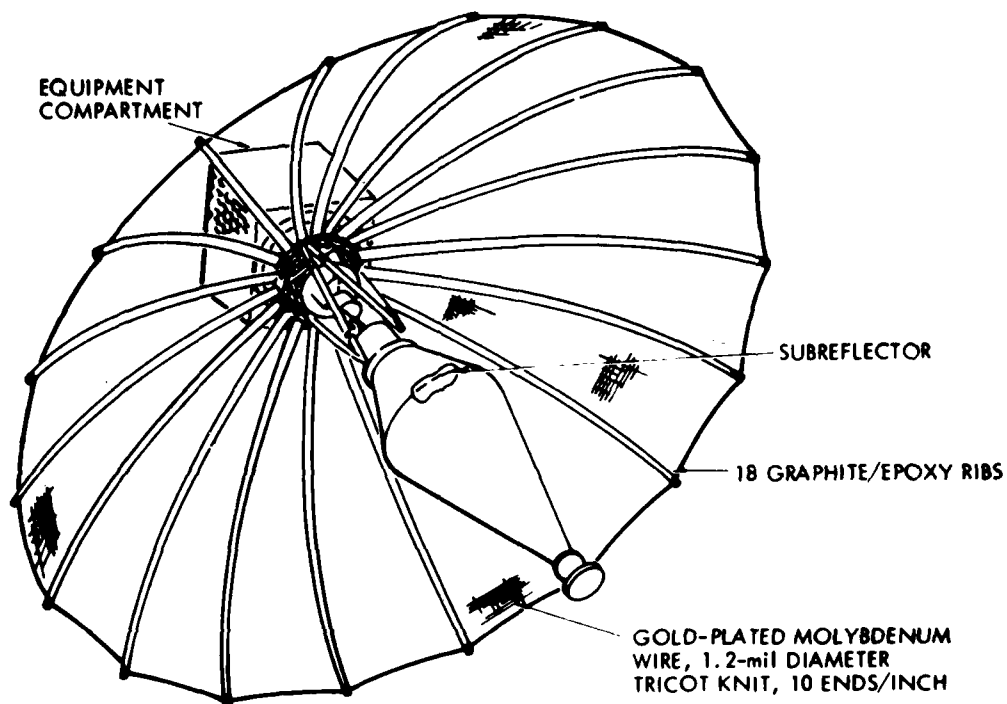 EQUIPMENT
COMPARTMENT
SUBREFLECTOR
18 GRAPHITE/EPOXY RIBS
GOLD-PLATED MOLYBDENUM
WIRE, 1.2-mil DIAMETER
TRICOT KNIT, 10 ENDS/INCH